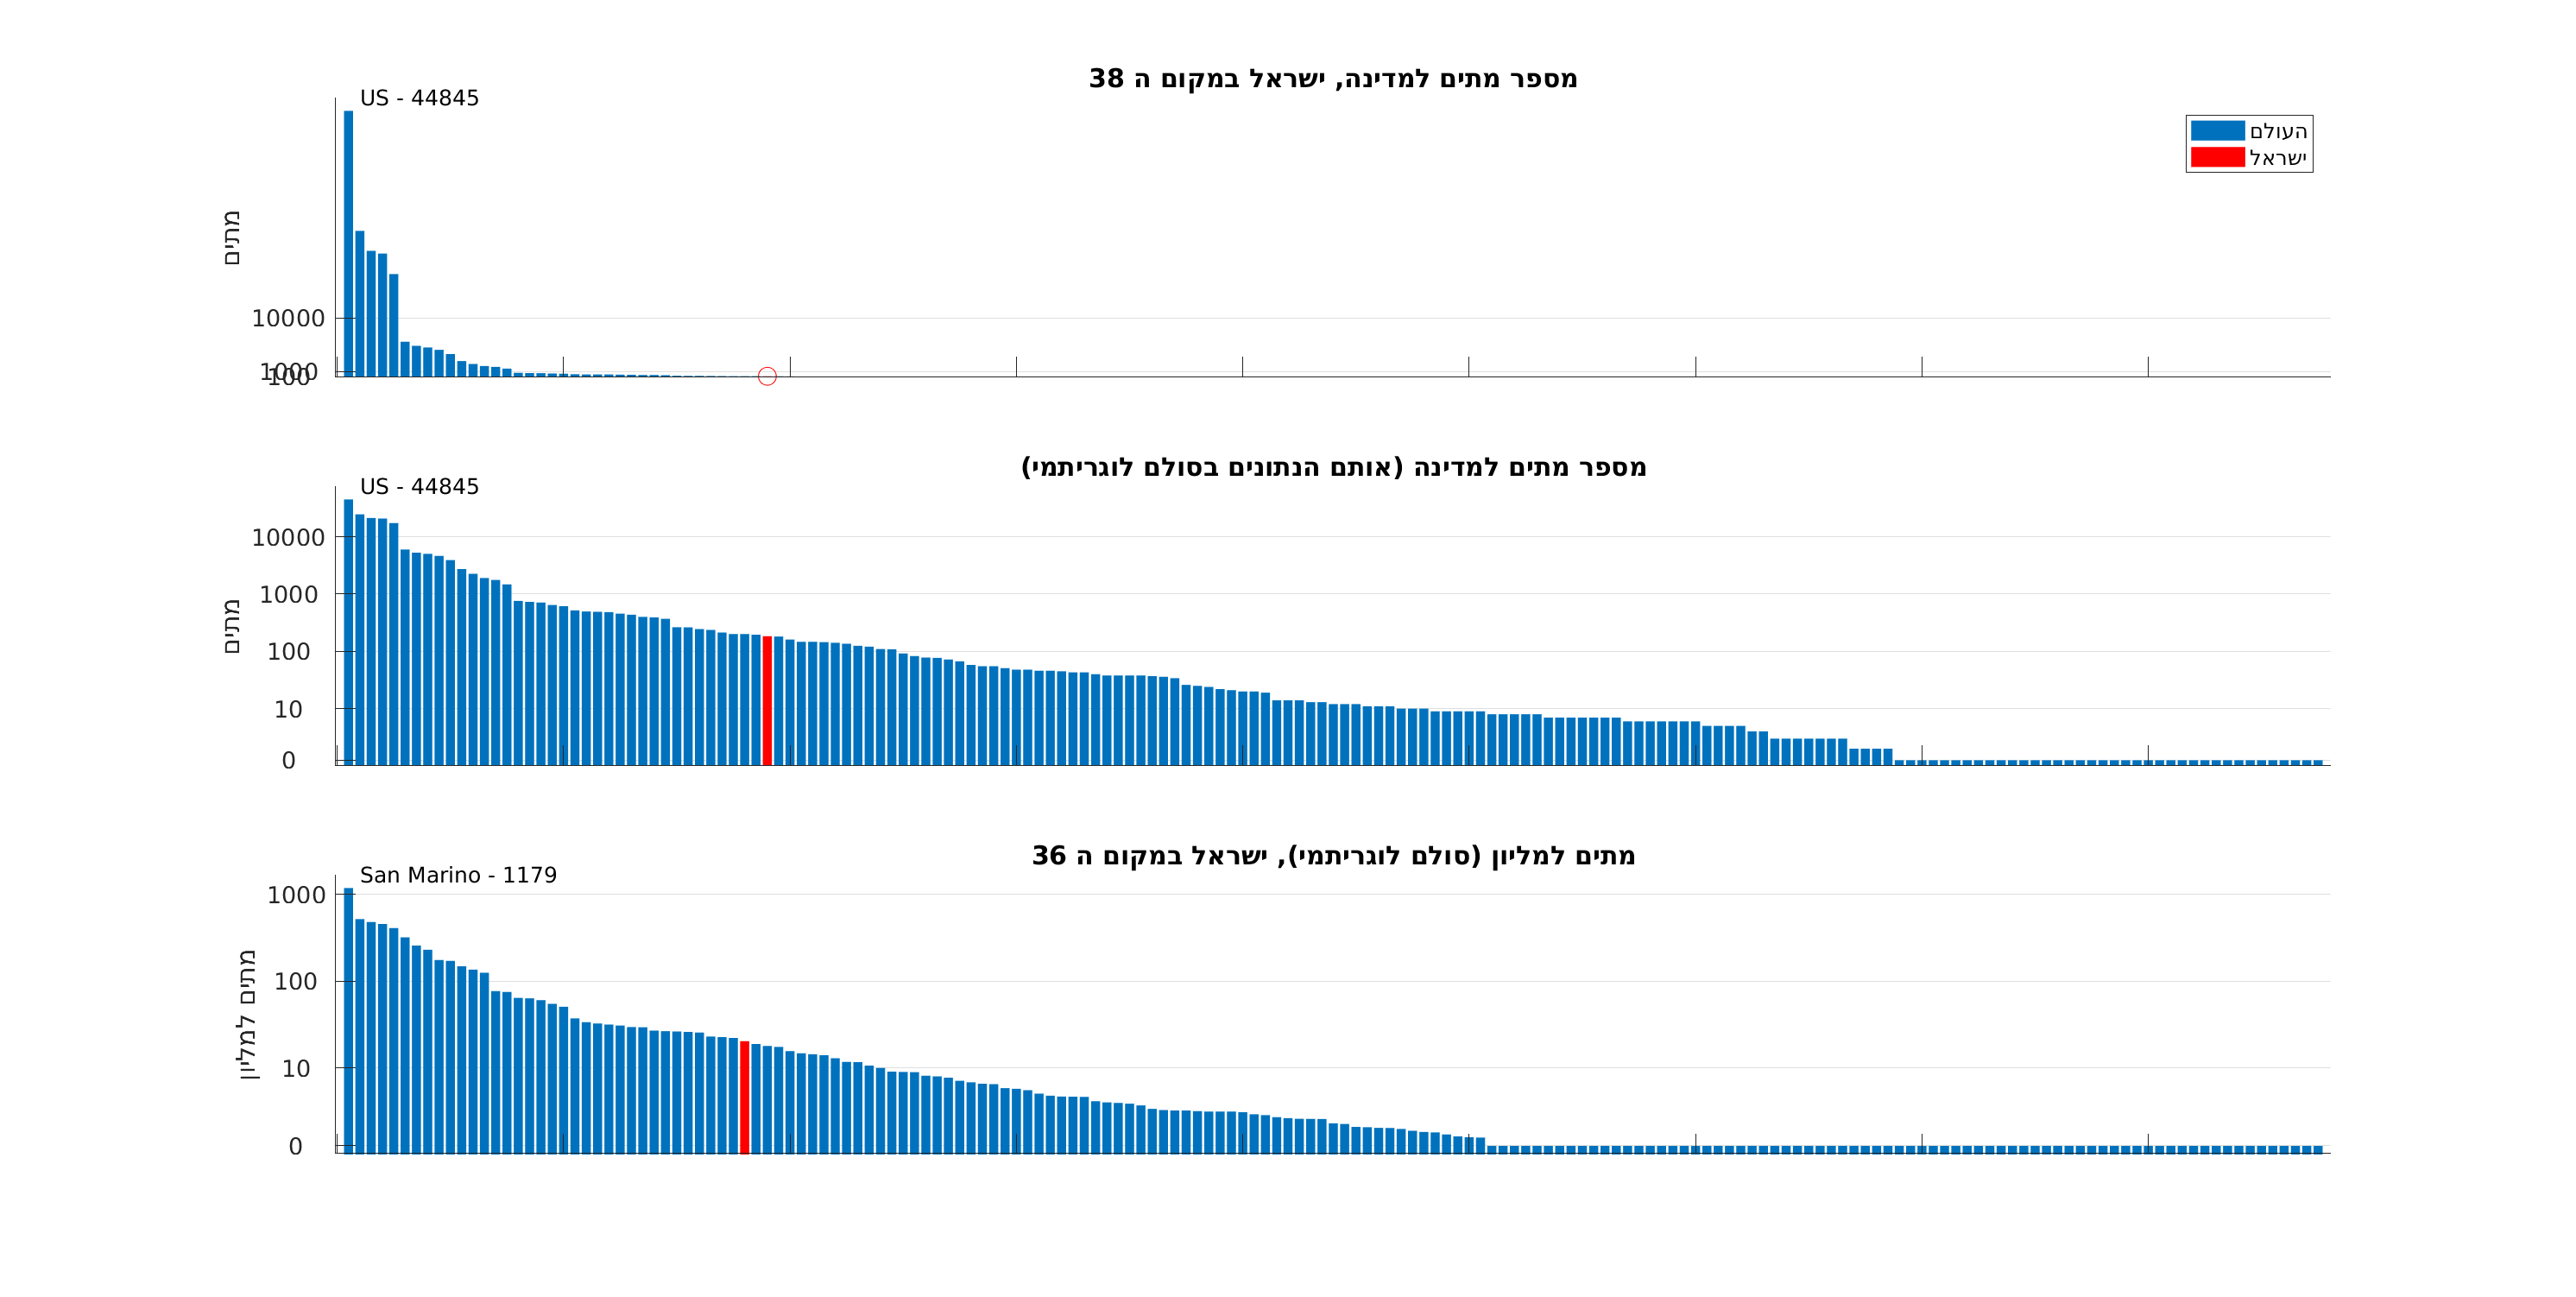 מספר מתים למדינה, ישראל במקום ה 38
US - 44845
העולם
ישראל
מתים
10000
1000
100
מספר מתים למדינה (אותם הנתונים בסולם לוגריתמי)
US - 44845
מתים
10000
1000
100
10
0
מתים למליון (סולם לוגריתמי), ישראל במקום ה 36
San Marino - 1179
מתים למליון
1000
100
10
0